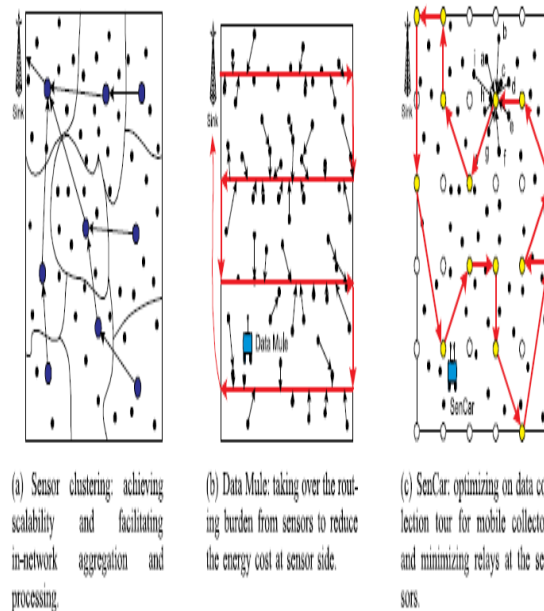 Sink
Sink
Data Mule
Sink
b
a
i
c
d
h
e
g
f
SenCar
(a) Sensor clustering: achieving
scalability and facilitating
in-network aggregation and
processing.
(b) Data Mule: taking over the rout-
ing burden from sensors to reduce
the energy cost at sensor side.
(c) SenCar: optimizing on data co
lection tour for mobile collector
and minimizing relays at the se
sors.